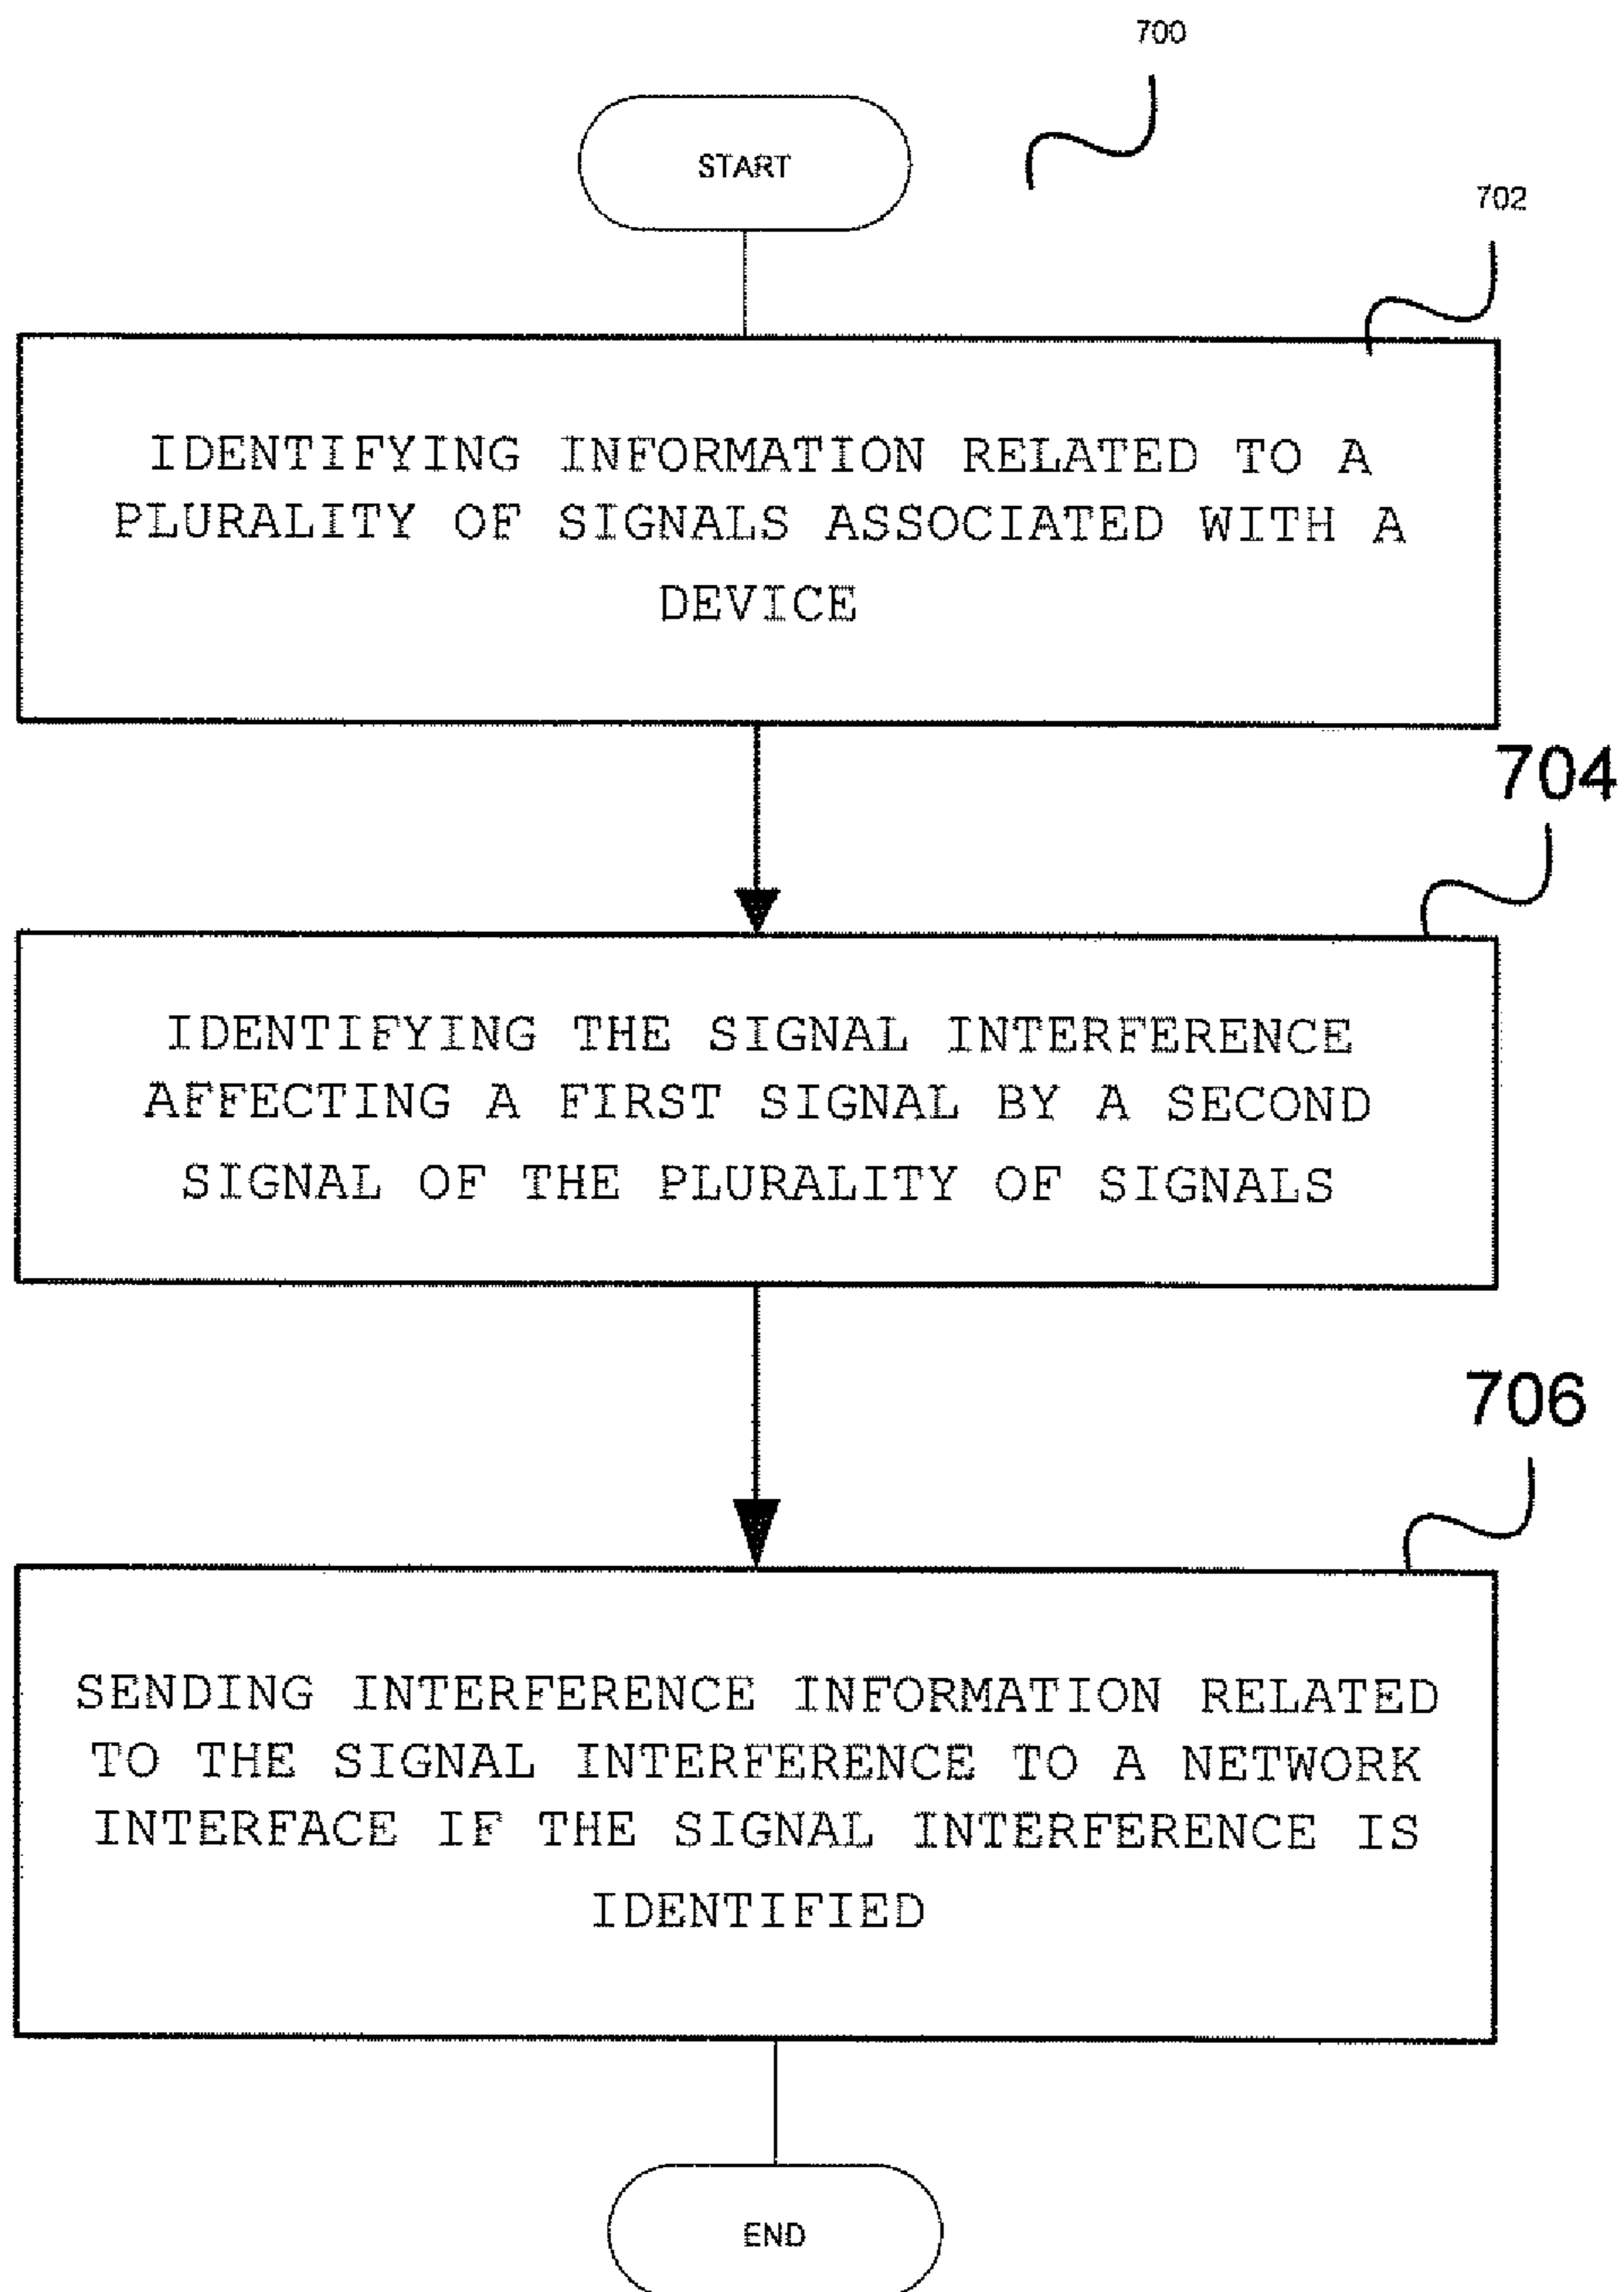 700
START
702
IDENTIFYING INFORMATION RELATED TO A
PLURALITY OF SIGNALS ASSOCIATED WITH A
DEVICE
704
IDENTIFYING THE SIGNAL INTERFERENCE
AFFECTING A FIRST SIGNAL BY A SECOND
SIGNAL OF THE PLURALITY OF SIGNALS
706
SENDING INTERFERENCE INFORMATION RELATED
TO THE SIGNAL INTERFERENCE TO A NETWORK
INTERFACE IF THE SIGNAL INTERFERENCE IS
IDENTIFIED
END